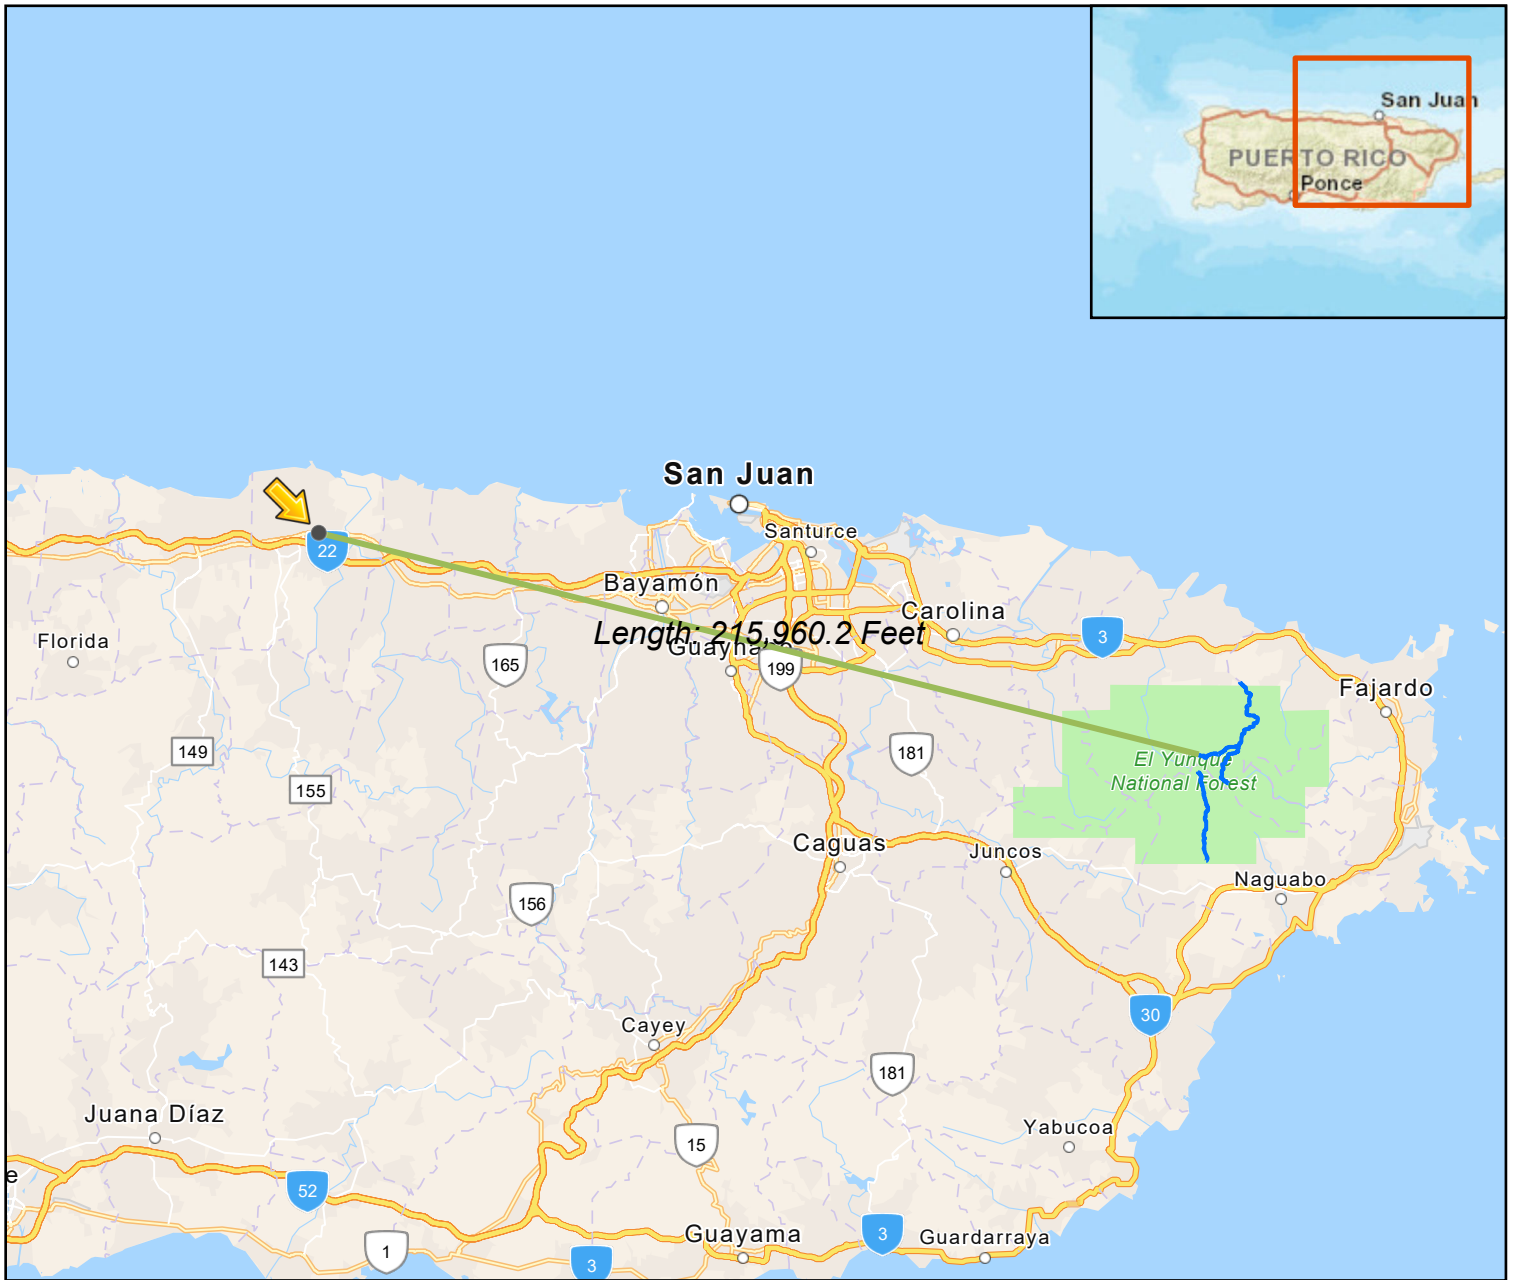 San Juan
PUERTO RICO
Ponce
San Juan
Santurce
22
Bayamón
Carolina
3
Length: 215,960.2 Feet
Florida
165
199
Fajardo
149
181
El Yunque
National Forest
155
Caguas
Juncos
Naguabo
156
143
30
Cayey
181
Juana Díaz
Yabucoa
15
e
52
Guayama
3
Guardarraya
1
3